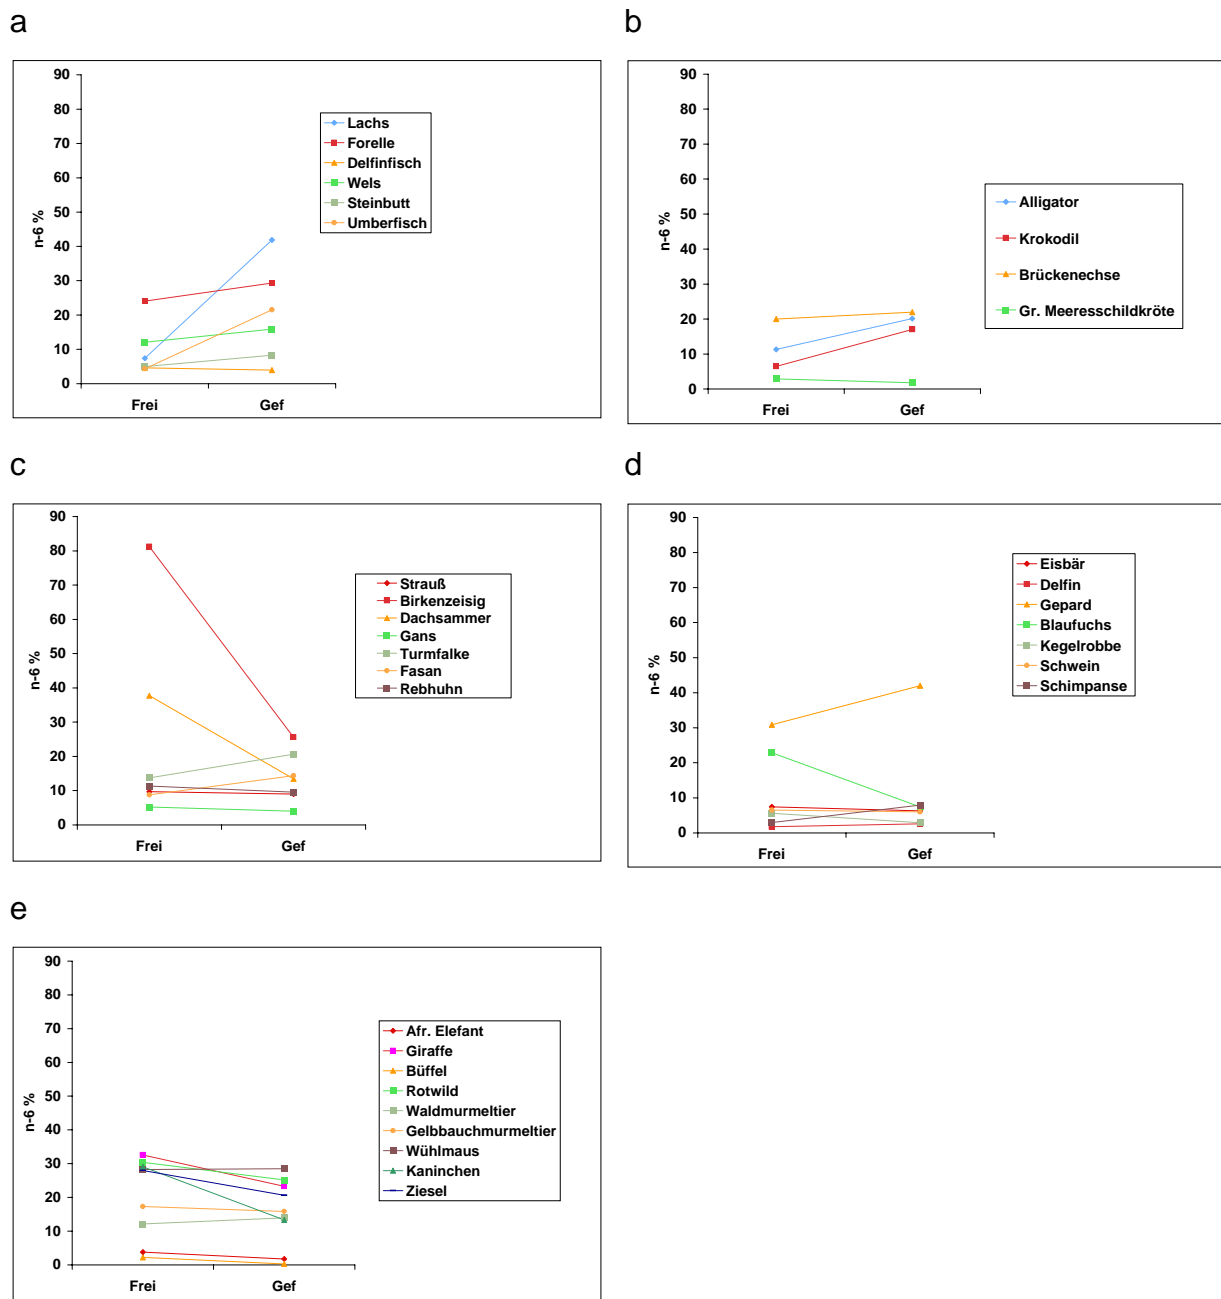 a
90
80
70
60
50
40
30
20
10
0
n-6 %
Frei
Gef
Lachs
Forelle
Delfinfisch
Wels
Steinbutt
Umberfisch
b
90
80
70
60
50
40
30
20
10
0
n-6 %
Frei
Gef
Alligator
Krokodil
Brückenechse
Gr. Meeresschildkröte
c
90
80
70
60
50
40
30
20
10
0
n-6 %
Frei
Gef
Strauß
Birkenzeisig
Dachsammer
Gans
Turmfalke
Fasan
Rebhuhn
d
90
80
70
60
50
40
30
20
10
0
n-6 %
Frei
Gef
Eisbär
Delfin
Gepard
Blaufuchs
Kegelrobbe
Schwein
Schimpanse
e
90
80
70
60
50
40
30
20
10
0
n-6 %
Frei
Gef
Afr. Elefant
Giraffe
Büffel
Rotwild
Waldmurmeltier
Gelbbauchmurmeltier
Wühlmaus
Kaninchen
Ziesel